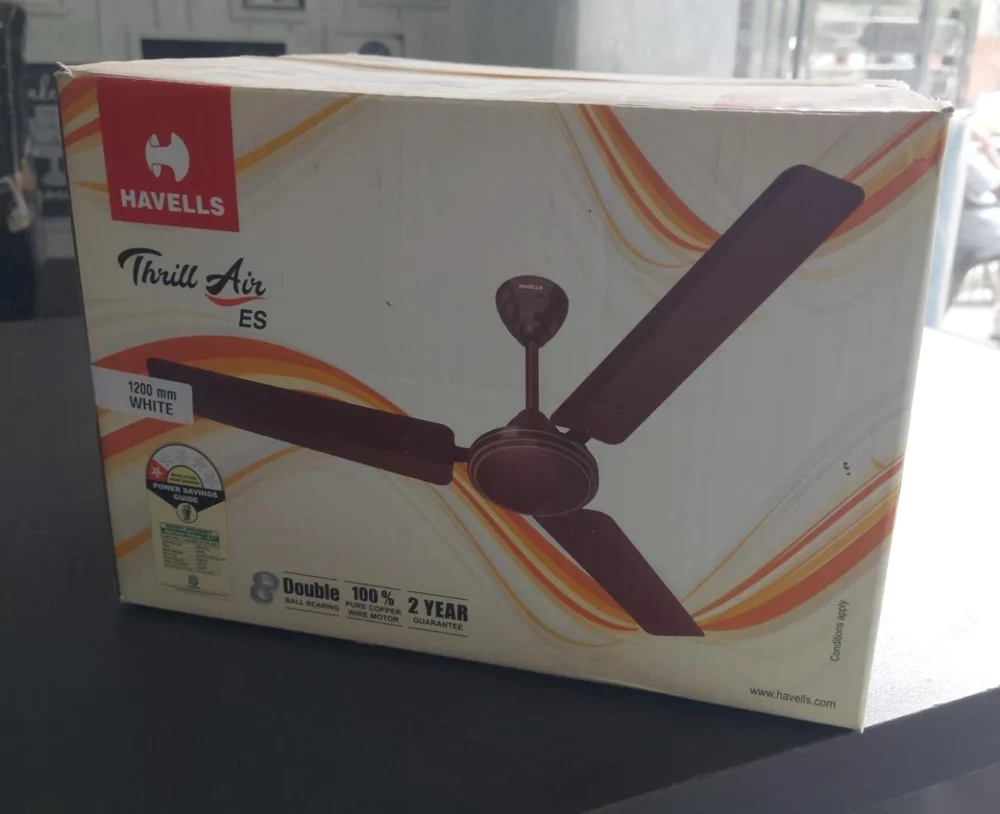 HAVELLS
Thrill Air
ES
HAVELLS
1200 mm
WHITE
POWER SAVINGS
GUIDE
Double
BALL BEARING
100 %
PURE COPPER
WIRE MOTOR
2 YEAR
GUARANTEE
Conditions apply
www.havells.com